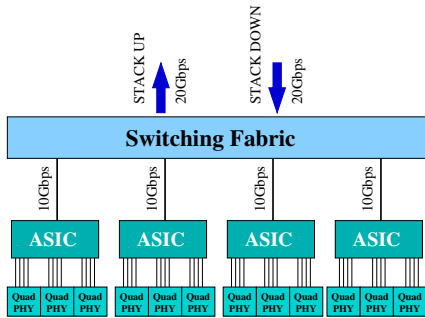 STACK UP
20Gbps
STACK DOWN
20Gbps
Switching Fabric
10Gbps
10Gbps
10Gbps
10Gbps
ASIC
ASIC
ASIC
ASIC
Quad Quad Quad Quad Quad Quad Quad Quad Quad Quad Quad Quad
PHY PHY PHY PHY PHY PHY PHY PHY PHY PHY PHY PHY